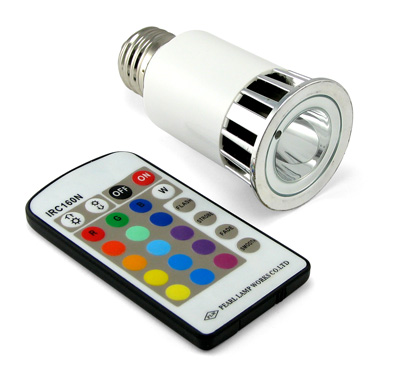 IRC160N
OFF
ON
R
G
B
W
FLASH
STROBE
FADE
SMOOTH
PEARL LAMP WORKS CO LTD